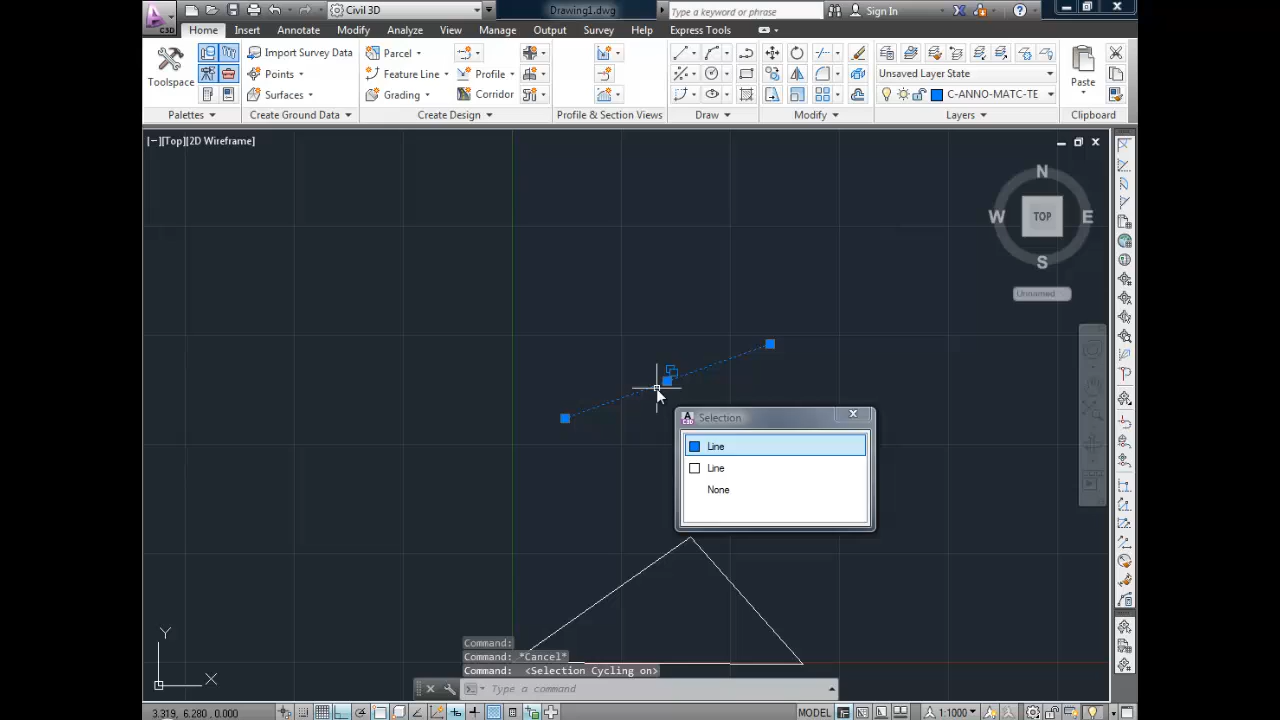 Civil 3D
Drawing1.dwg
Type a keyword or phrase
Sign In
C3D
Home
Insert
Annotate
Modify
Analyze
View
Manage
Output
Survey
Help
Express Tools
Toolspace
Import Survey Data
Points
Surfaces
Parcel
Feature Line
Grading
Profile
Corridor
Unsaved Layer State
C-ANNO-MATC-TE
Paste
Palettes
Create Ground Data
Create Design
Profile & Section Views
Draw
Modify
Layers
Clipboard
[−][Top][2D Wireframe]
N
W
TOP
E
S
Unnamed
Selection
Line
Line
None
Y
X
Command:
Command: *Cancel*
Command: <Selection Cycling on>
Type a command
3.319, 6.280, 0.000
MODEL
1:1000